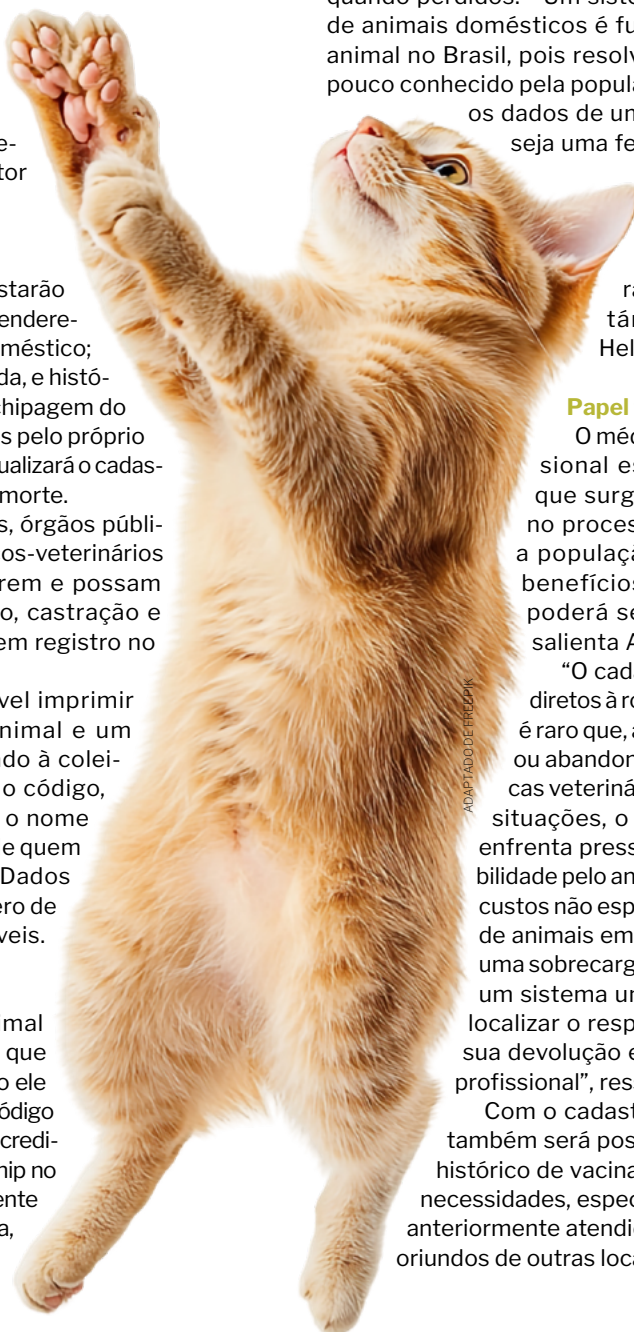 e-
tor
starão
endere-
méstico;
da, e histó-
chipagem do
s pelo próprio
ualizará o cadas-
morte.
s, órgãos públi-
os-veterinários
rem e possam
o, castração e
em registro no
vel imprimir
nimal e um
do à colei-
o código,
o nome
e quem
Dados
ero de
veis.
imal
que
o ele
ódigo
credi-
hip no
ente
a,
quando perdidos. “Um siste
de animais domésticos é fu
animal no Brasil, pois resolv
pouco conhecido pela popula
os dados de un
seja uma fe
ra
tár
Hel
Papel
O méd
sional es
que surg
no proces
a populaçã
benefícios
poderá se
salienta A
“O cada
diretos à ro
é raro que, a
ou abandon
cas veteriná
situações, o
enfrenta press
bilidade pelo an
custos não esp
de animais em
uma sobrecarg
um sistema un
localizar o resp
sua devolução e
profissional”, res
Com o cadast
também será pos
histórico de vacina
necessidades, espec
anteriormente atendi
oriundos de outras loca
ADAPTADO DE FREEPIK